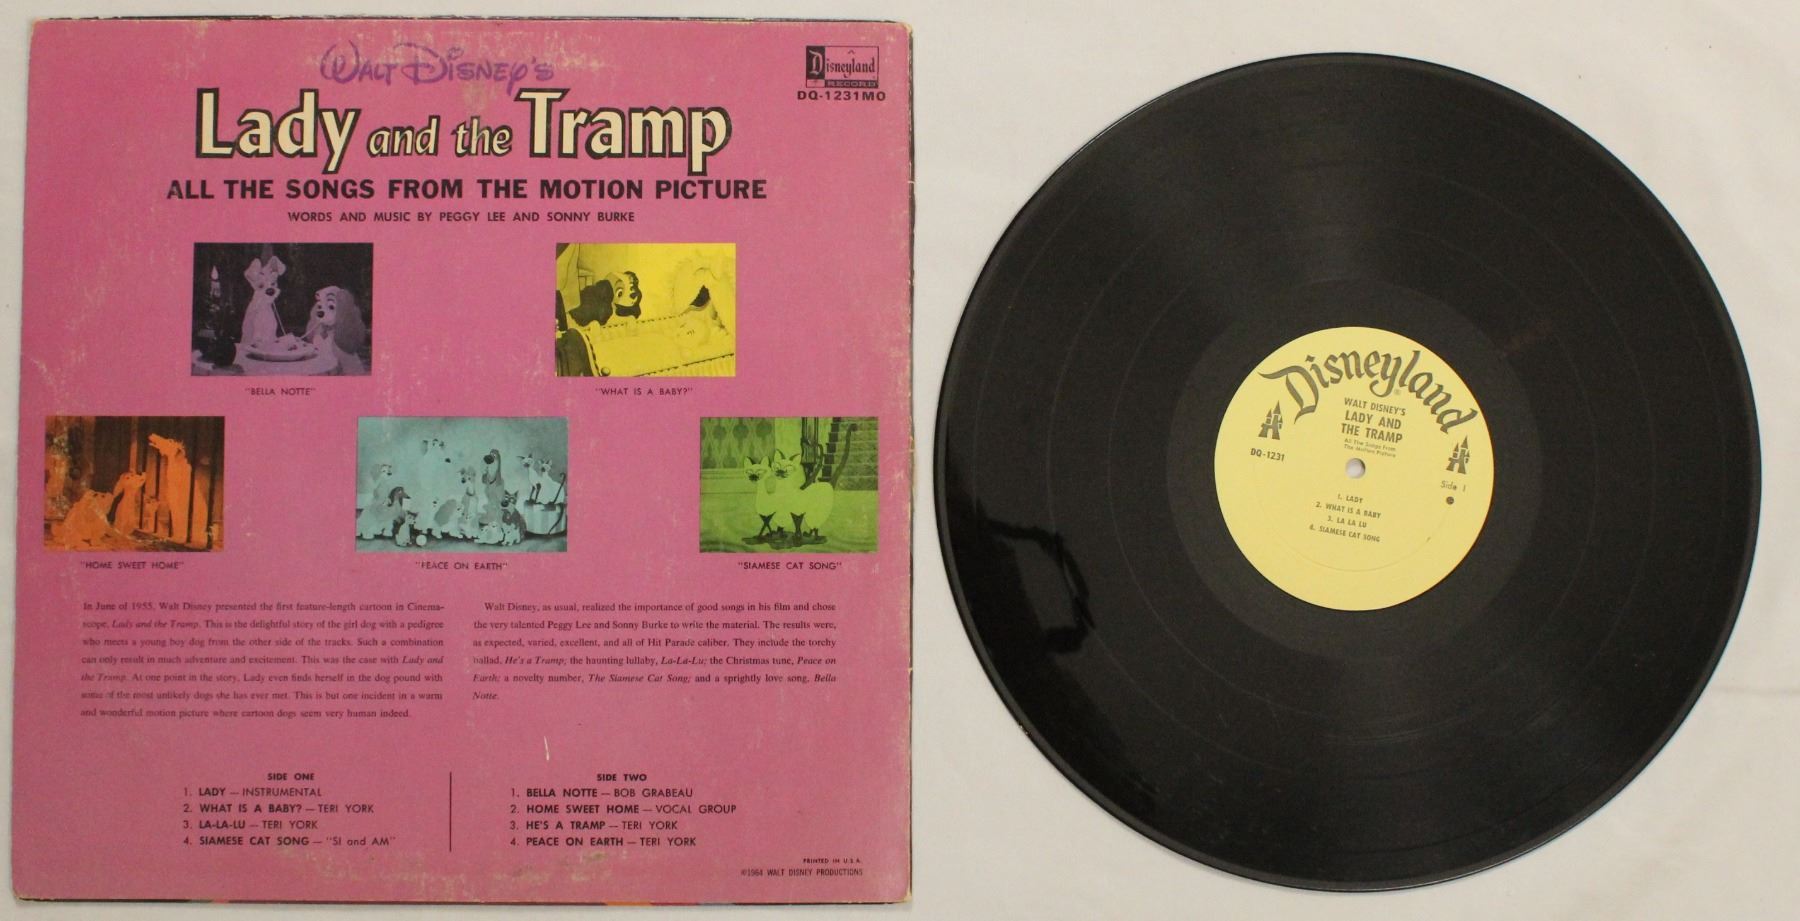 Walt Disney's
Disneyland
RECORD
DQ-1231MO
Lady and the Tramp
ALL THE SONGS FROM THE MOTION PICTURE
WORDS AND MUSIC BY PEGGY LEE AND SONNY BURKE
"BELLA NOTTE"
"WHAT IS A BABY?"
"HOME SWEET HOME"
"PEACE ON EARTH"
"SIAMESE CAT SONG"
In June of 1955, Walt Disney presented the first feature-length cartoon in Cinema-
scope, Lady and the Tramp. This is the delightful story of the girl dog with a pedigree
who meets a young boy dog from the other side of the tracks. Such a combination
can only result in much adventure and excitement. This was the case with Lady and
the Tramp. At one point in the story, Lady even finds herself in the dog pound with
some of the most unlikely dogs she has ever met. This is but one incident in a warm
and wonderful motion picture where cartoon dogs seem very human indeed.
Walt Disney, as usual, realized the importance of good songs in his film and chose
the very talented Peggy Lee and Sonny Burke to write the material. The results were,
as expected, varied, excellent, and all of Hit Parade caliber. They include the torchy
ballad, He's a Tramp; the haunting lullaby, La-La-Lu; the Christmas tune, Peace on
Earth; a novelty number, The Siamese Cat Song; and a sprightly love song, Bella
Notte.
SIDE ONE
1. LADY — INSTRUMENTAL
2. WHAT IS A BABY? — TERI YORK
3. LA-LA-LU — TERI YORK
4. SIAMESE CAT SONG — "SI and AM"
SIDE TWO
1. BELLA NOTTE — BOB GRABEAU
2. HOME SWEET HOME — VOCAL GROUP
3. HE'S A TRAMP — TERI YORK
4. PEACE ON EARTH — TERI YORK
PRINTED IN U.S.A.
©1964 WALT DISNEY PRODUCTIONS
Disneyland
WALT DISNEY'S
LADY AND
THE TRAMP
All The Songs From
The Motion Picture
DQ-1231
Side 1
1. LADY
2. WHAT IS A BABY
3. LA LA LU
4. SIAMESE CAT SONG